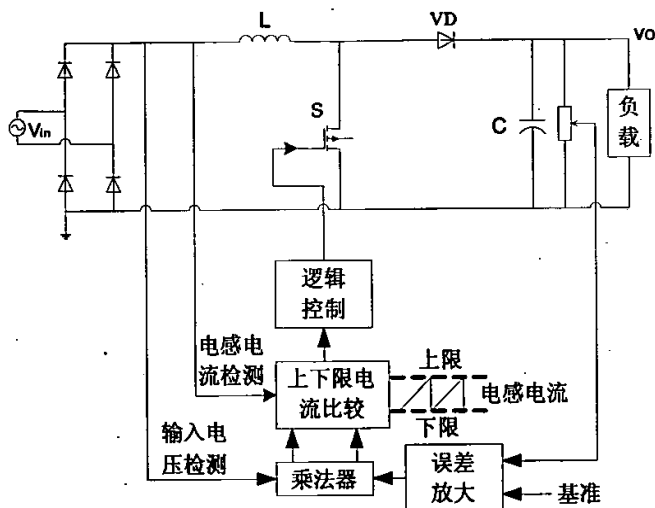 L
VD
VO
S
C
负
载
Vin
逻辑
控制
电感电
流检测
上下限电
流比较
上限
电感电流
下限
输入电
压检测
乘法器
误差
放大
基准